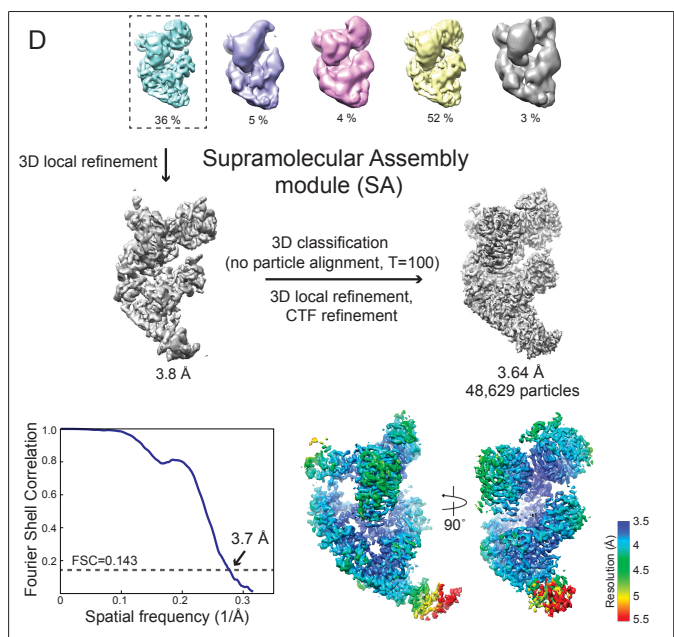 D
36 %
5 %
4 %
52 %
3 %
3D local refinement
Supramolecular Assembly
module (SA)
3D classification
(no particle alignment, T=100)
3D local refinement,
CTF refinement
3.8 Å
3.64 Å
48,629 particles
Fourier Shell Correlation
1.0
0.8
0.6
0.4
0.2
FSC=0.143
3.7 Å
0
0.1
0.2
0.3
Spatial frequency (1/Å)
90°
Resolution (Å)
3.5
4
4.5
5
5.5